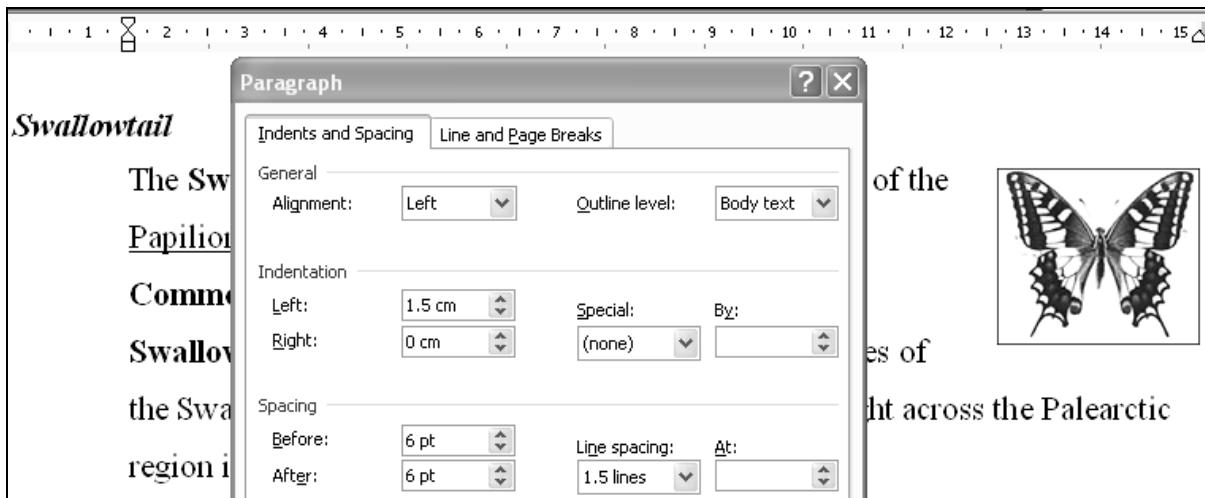 1 2 3 4 5 6 7 8 9 10 11 12 13 14 15
Paragraph
Swallowtail
Indents and Spacing Line and Page Breaks
General
The Sw of the
Alignment: Left Outline level: Body text
Papilion
Indentation
Comm
Left: 1.5 cm Special: By:
Right: 0 cm (none)
Swallow es of
Spacing
the Swa ht across the Palearctic
Before: 6 pt Line spacing: At:
After: 6 pt 1.5 lines
region i